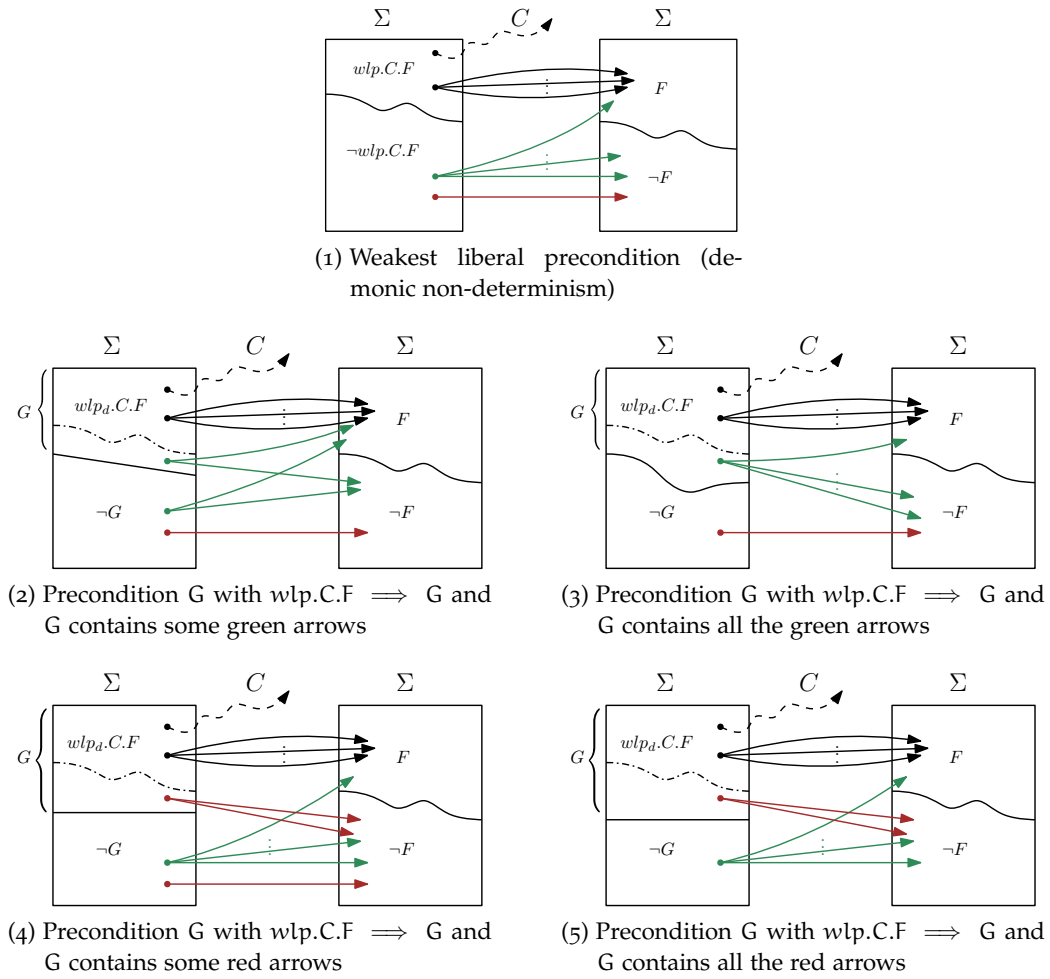 Σ C Σ
wlp.C.F
F
¬wlp.C.F
¬F
(1) Weakest liberal precondition (de-
monic non-determinism)
Σ C Σ
G wlp_d.C.F F
¬G ¬F
(2) Precondition G with wlp.C.F ⟹ G and
G contains some green arrows
Σ C Σ
G wlp_d.C.F F
¬G ¬F
(3) Precondition G with wlp.C.F ⟹ G and
G contains all the green arrows
Σ C Σ
G wlp_d.C.F F
¬G ¬F
(4) Precondition G with wlp.C.F ⟹ G and
G contains some red arrows
Σ C Σ
G wlp_d.C.F F
¬G ¬F
(5) Precondition G with wlp.C.F ⟹ G and
G contains all the red arrows